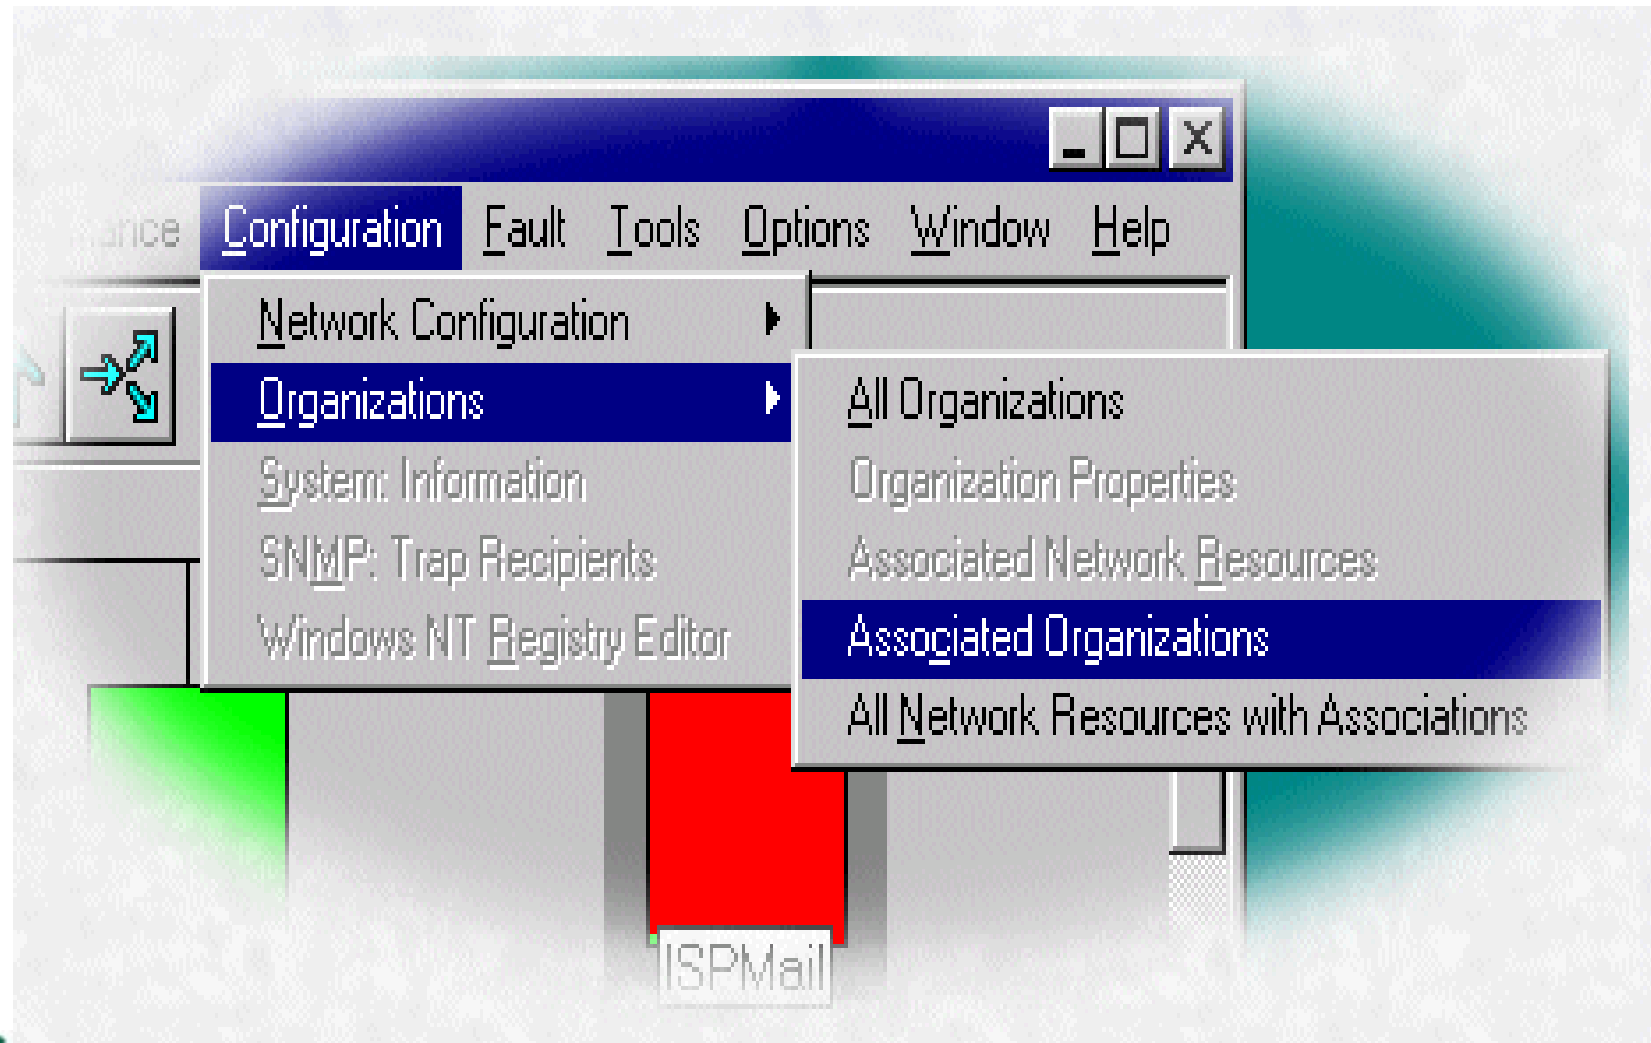 Configuration Fault Tools Options Window Help
Network Configuration
Organizations
System: Information
SNMP: Trap Recipients
Windows NT Registry Editor
All Organizations
Organization Properties
Associated Network Resources
Associated Organizations
All Network Resources with Associations
ISPMail